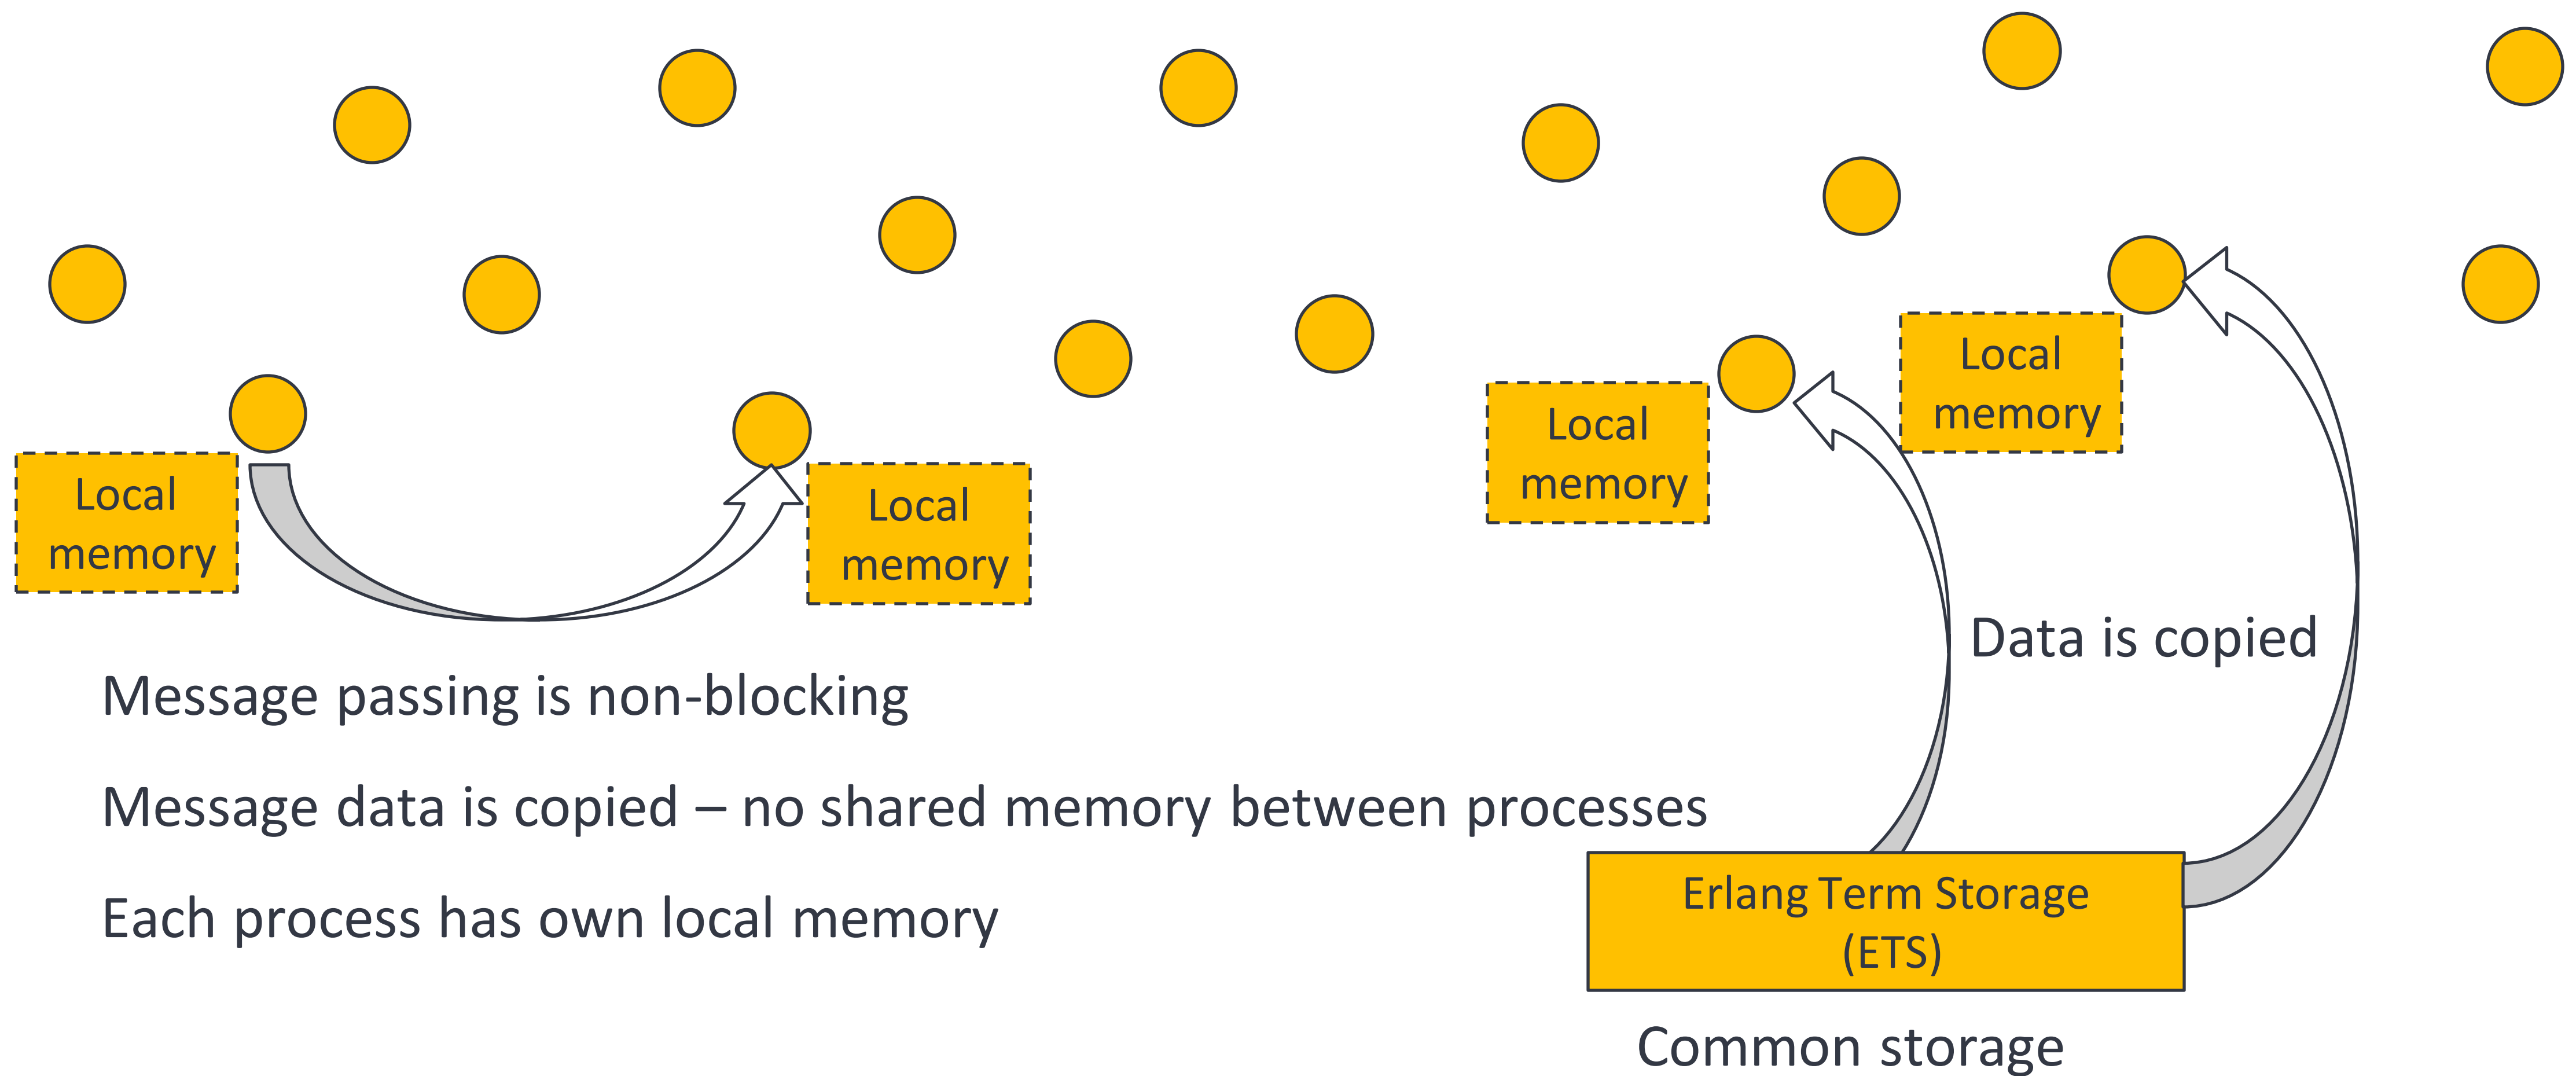 Local
memory
Local
memory
Local
memory
Local
memory
Data is copied
Message passing is non-blocking
Message data is copied – no shared memory between processes
Each process has own local memory
Erlang Term Storage
(ETS)
Common storage